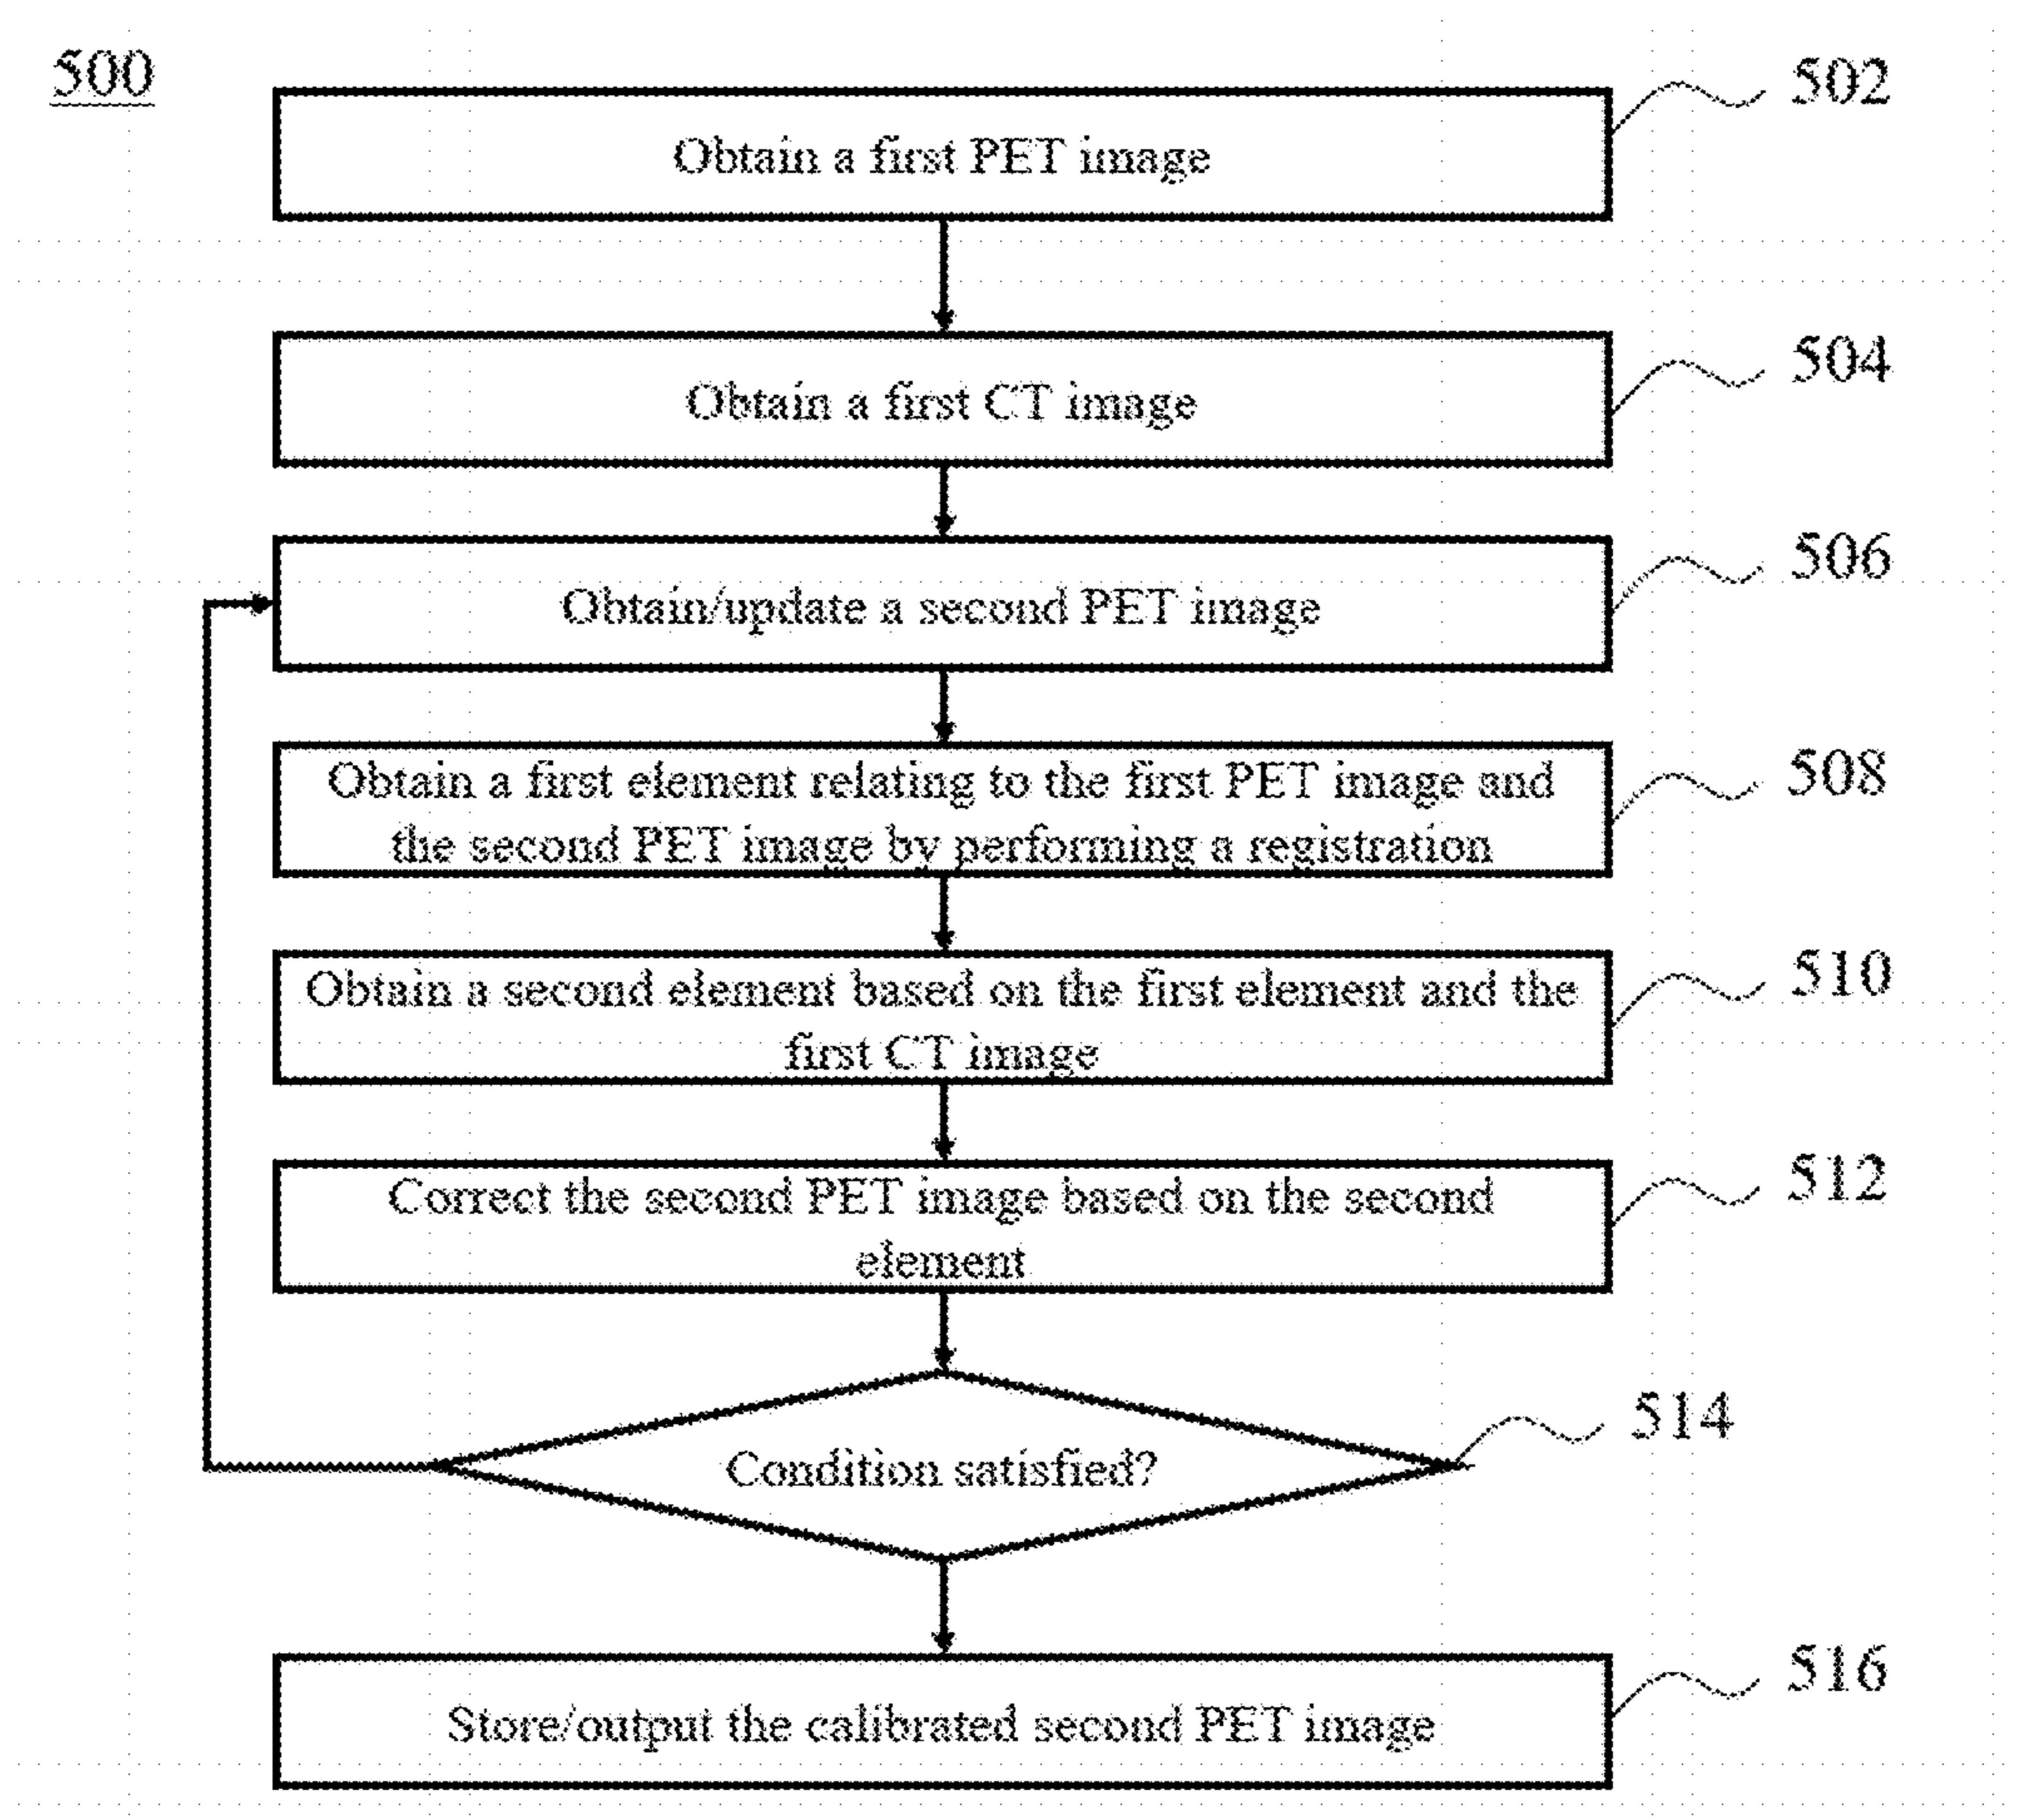 500
502
Obtain a first PET image
504
Obtain a first CT image
506
Obtain/update a second PET image
508
Obtain a first element relating to the first PET image and
the second PET image by performing a registration
510
Obtain a second element based on the first element and the
first CT image
512
Correct the second PET image based on the second
element
514
Condition satisfied?
516
Store/output the calibrated second PET image